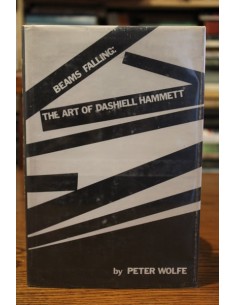 BEAMS FALLING:
THE ART OF DASHIELL HAMMETT
by PETER WOLFE